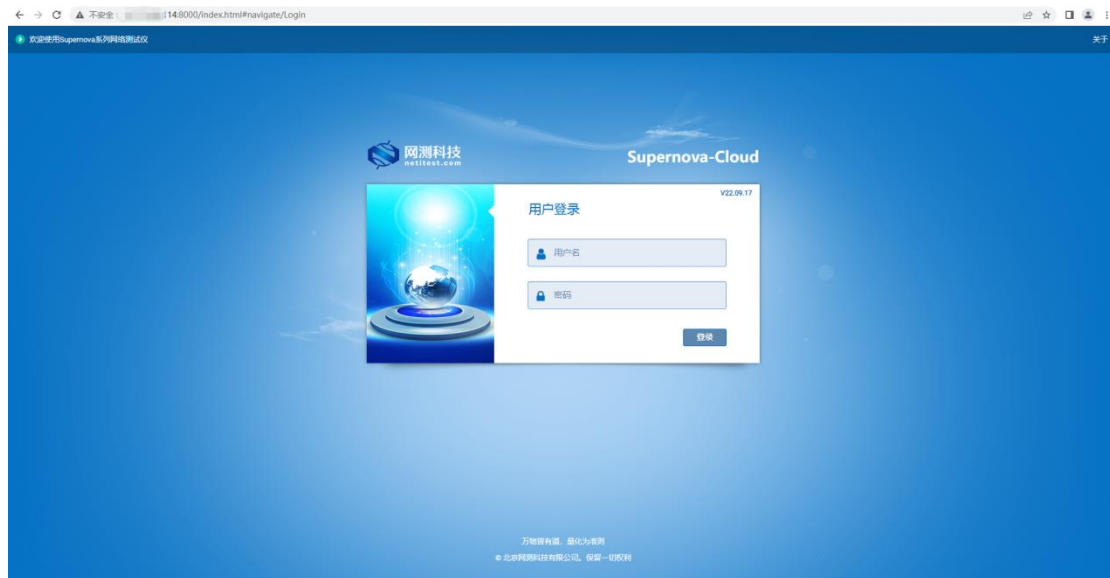 不安全
14:8000/index.html#navigate/Login
欢迎使用Supernova系列网络测试仪
关于
网测科技
netitest.com
Supernova-Cloud
V22.09.17
用户登录
用户名
密码
登录
万物皆有道，量化为准则
© 北京网测科技有限公司。保留一切权利